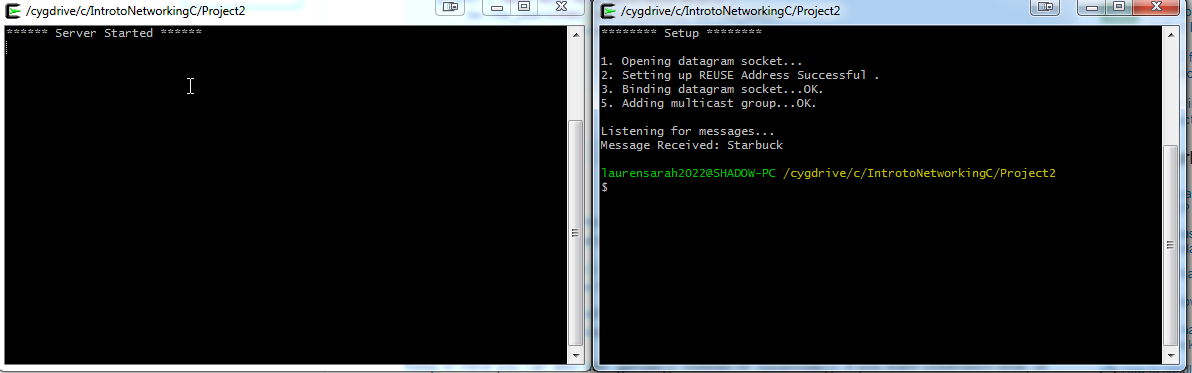 /cygdrive/c/IntrotoNetworkingC/Project2
****** Server Started ******
/cygdrive/c/IntrotoNetworkingC/Project2
******** Setup ********
1. Opening datagram socket...
2. Setting up REUSE Address Successful .
3. Binding datagram socket...OK.
5. Adding multicast group...OK.
Listening for messages...
Message Received: Starbuck
laurensarah2022@SHADOW-PC /cygdrive/c/IntrotoNetworkingC/Project2
$